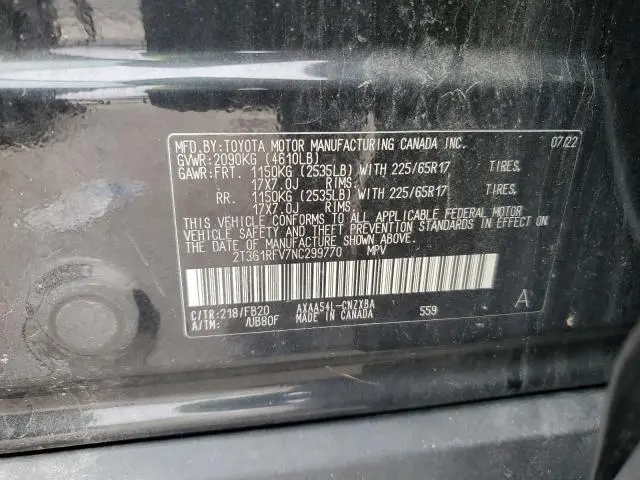 MFD.BY:TOYOTA MOTOR MANUFACTURING CANADA INC. 07/22
GVWR:2090KG (4610LB)
GAWR:FRT. 1150KG (2535LB) WITH 225/65R17 TIRES.
17X7.0J RIMS.
RR. 1150KG (2535LB) WITH 225/65R17 TIRES.
17X7.0J RIMS.
THIS VEHICLE CONFORMS TO ALL APPLICABLE FEDERAL MOTOR
VEHICLE SAFETY AND THEFT PREVENTION STANDARDS IN
EFFECT ON THE DATE OF MANUFACTURE SHOWN ABOVE.
2T3G1RFV7NC299770 MPV
C/TR:218/FB20 AXAA54L-CNZXBA
A/TM: /UB80F MADE IN CANADA 559 A